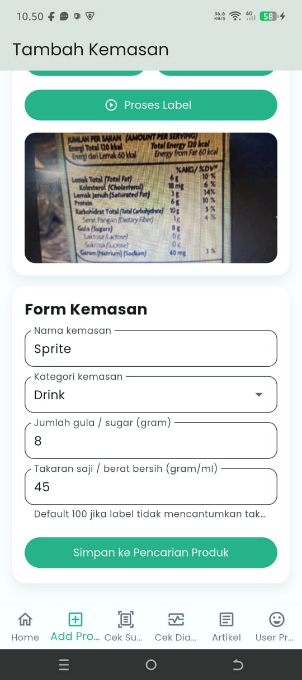 10.50
58
Tambah Kemasan
Proses Label
JUMLAH PER SAJIAN (AMOUNT PER SERVING)
Energi Total 120 kkal Total Energy 120 kcal
Energi dari Lemak 60 kkal Energy from Fat 60 kcal
%AKG/ %DV**
Lemak Total (Total Fat) 6 g 10 %
Kolesterol (Cholesterol) 18 mg 6 %
Lemak Jenuh (Saturated Fat) 14%
Protein 6 g 10 %
Karbohidrat Total (Total Carbohydrate) 10 g 3 %
Serat Pangan (Dietary Fiber) 4 %
Gula (Sugars) 8 g
Laktosa (Lactose)
Sukrosa (Sucrose) 0 g
Garam (Natrium) (Sodium) 40 mg
Form Kemasan
Nama kemasan
Sprite
Kategori kemasan
Drink
Jumlah gula / sugar (gram)
8
Takaran saji / berat bersih (gram/ml)
45
Default 100 jika label tidak mencantumkan tak...
Simpan ke Pencarian Produk
Home Add Pro... Cek Su... Cek Dia... Artikel User Pr...